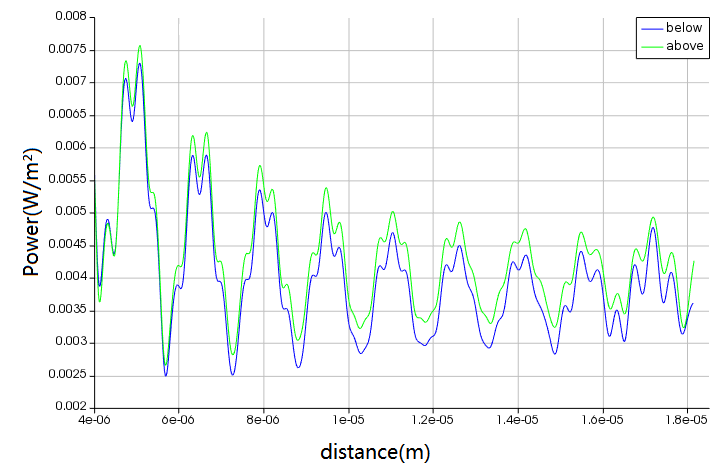 0.008
0.0075
0.007
0.0065
0.006
0.0055
0.005
0.0045
0.004
0.0035
0.003
0.0025
0.002
4e-06
6e-06
8e-06
1e-05
1.2e-05
1.4e-05
1.6e-05
1.8e-05
below
above
Power(W/m²)
distance(m)